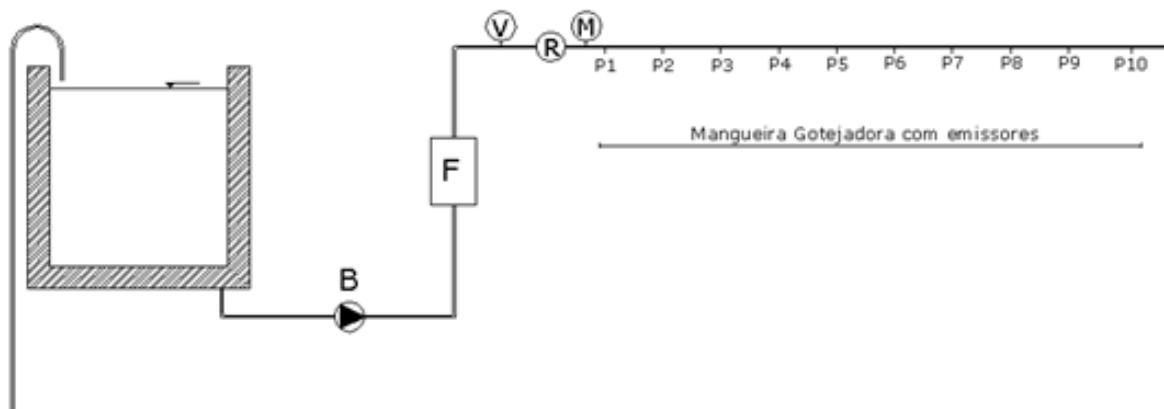 V R M
P1 P2 P3 P4 P5 P6 P7 P8 P9 P10
Mangueira Gotejadora com emissores
F
B